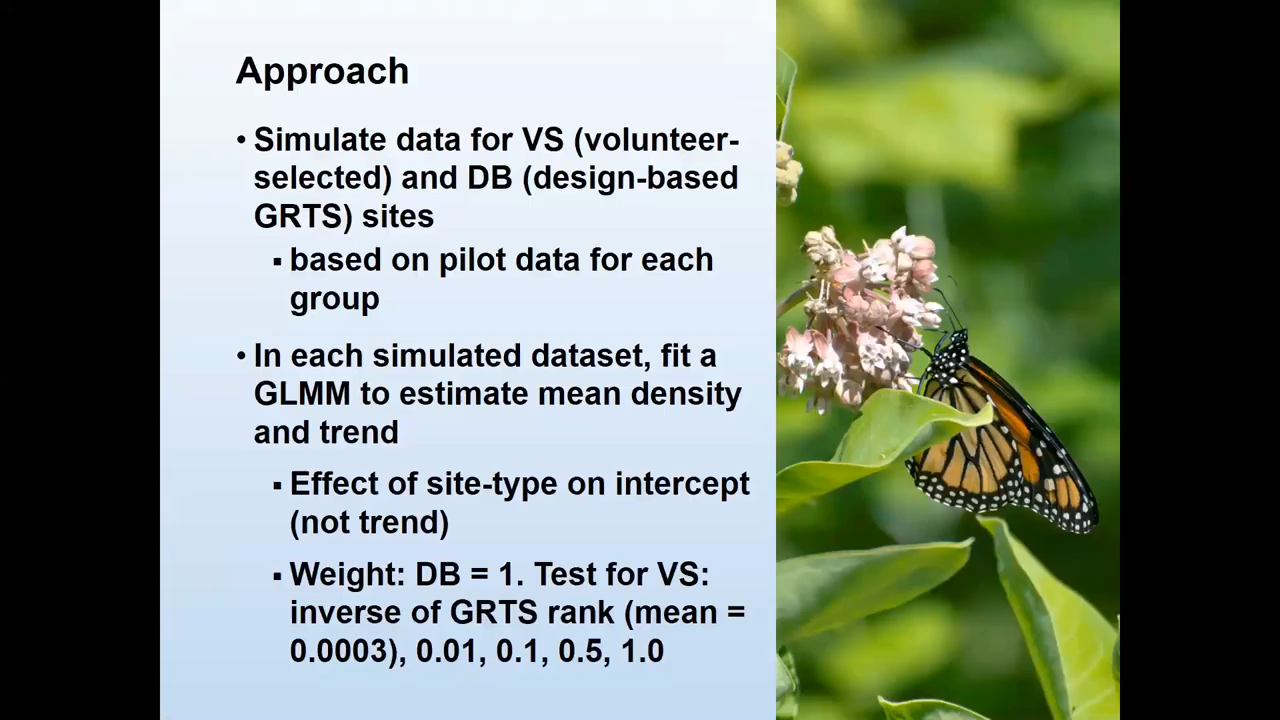 Approach
• Simulate data for VS (volunteer-
selected) and DB (design-based
GRTS) sites
▪ based on pilot data for each
group
• In each simulated dataset, fit a
GLMM to estimate mean density
and trend
▪ Effect of site-type on intercept
(not trend)
▪ Weight: DB = 1. Test for VS:
inverse of GRTS rank (mean =
0.0003), 0.01, 0.1, 0.5, 1.0